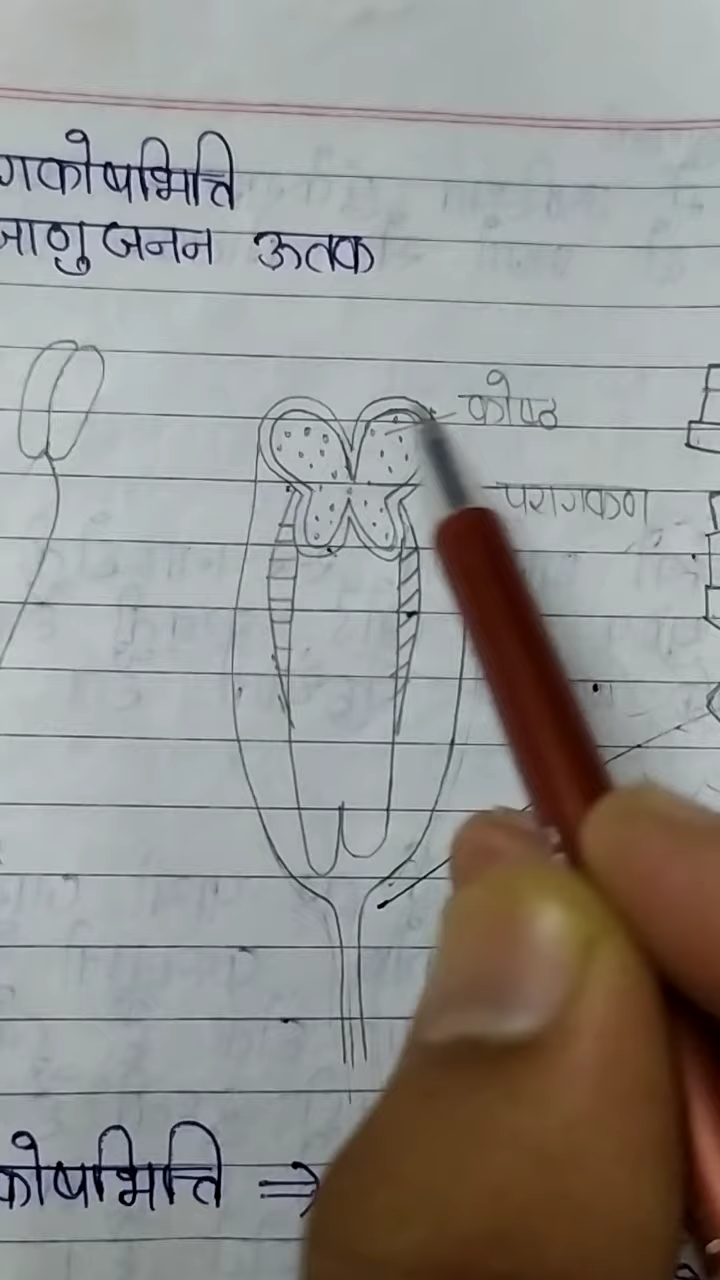 गकोषभित्ति
जाणुजनन ऊतक
कोष्ठ
परागकण
कोषभित्ति ⇒